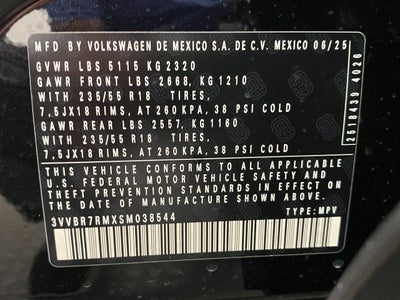 MFD BY VOLKSWAGEN DE MEXICO S.A. DE C.V. MEXICO 06/25
GVWR LBS 5115 KG 2320
GAWR FRONT LBS 2668, KG 1210
WITH 235/55 R18 TIRES,
7,5JX18 RIMS, AT 260 KPA, 38 PSI COLD
GAWR REAR LBS 2557, KG 1160
WITH 235/55 R18 TIRES,
7,5JX18 RIMS, AT 260 KPA, 38 PSI COLD
THIS VEHICLE CONFORMS TO ALL APPLICABLE
U.S. FEDERAL MOTOR VEHICLE SAFETY AND
THEFT PREVENTION STANDARDS IN EFFECT ON
THE DATE OF MANUFACTURE SHOWN ABOVE.
3VVBR7RMXSM038544 TYPE: MPV
2518439 4026